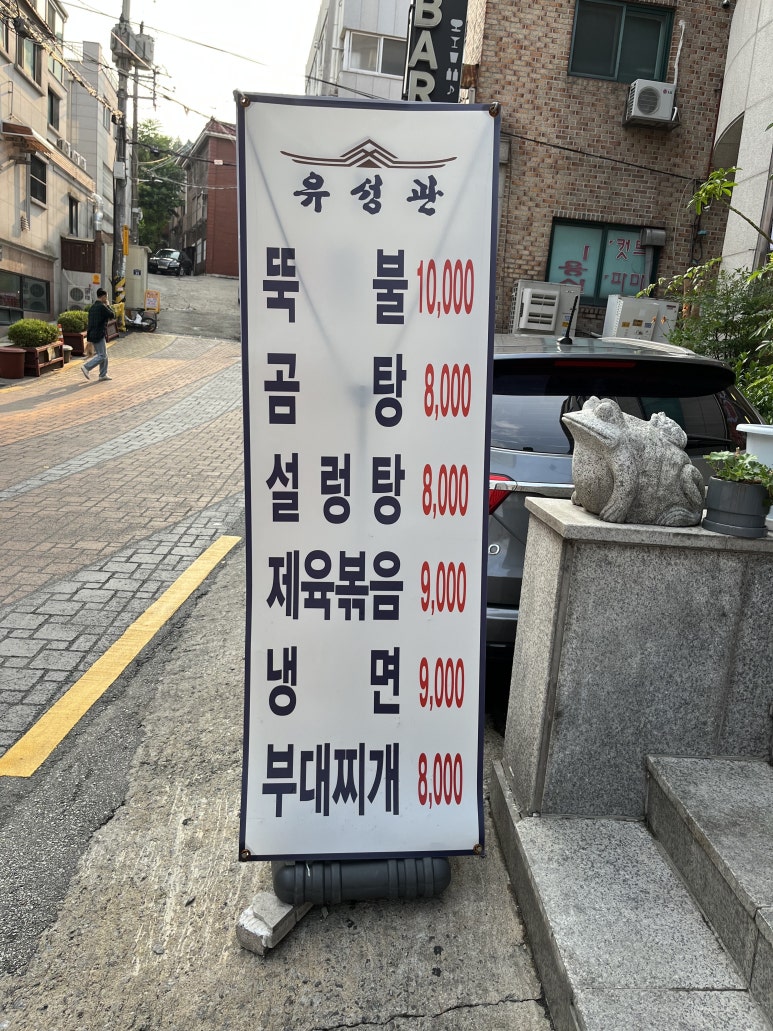 BAR
유성관
뚝불 10,000
곰탕 8,000
설렁탕 8,000
제육볶음 9,000
냉면 9,000
부대찌개 8,000